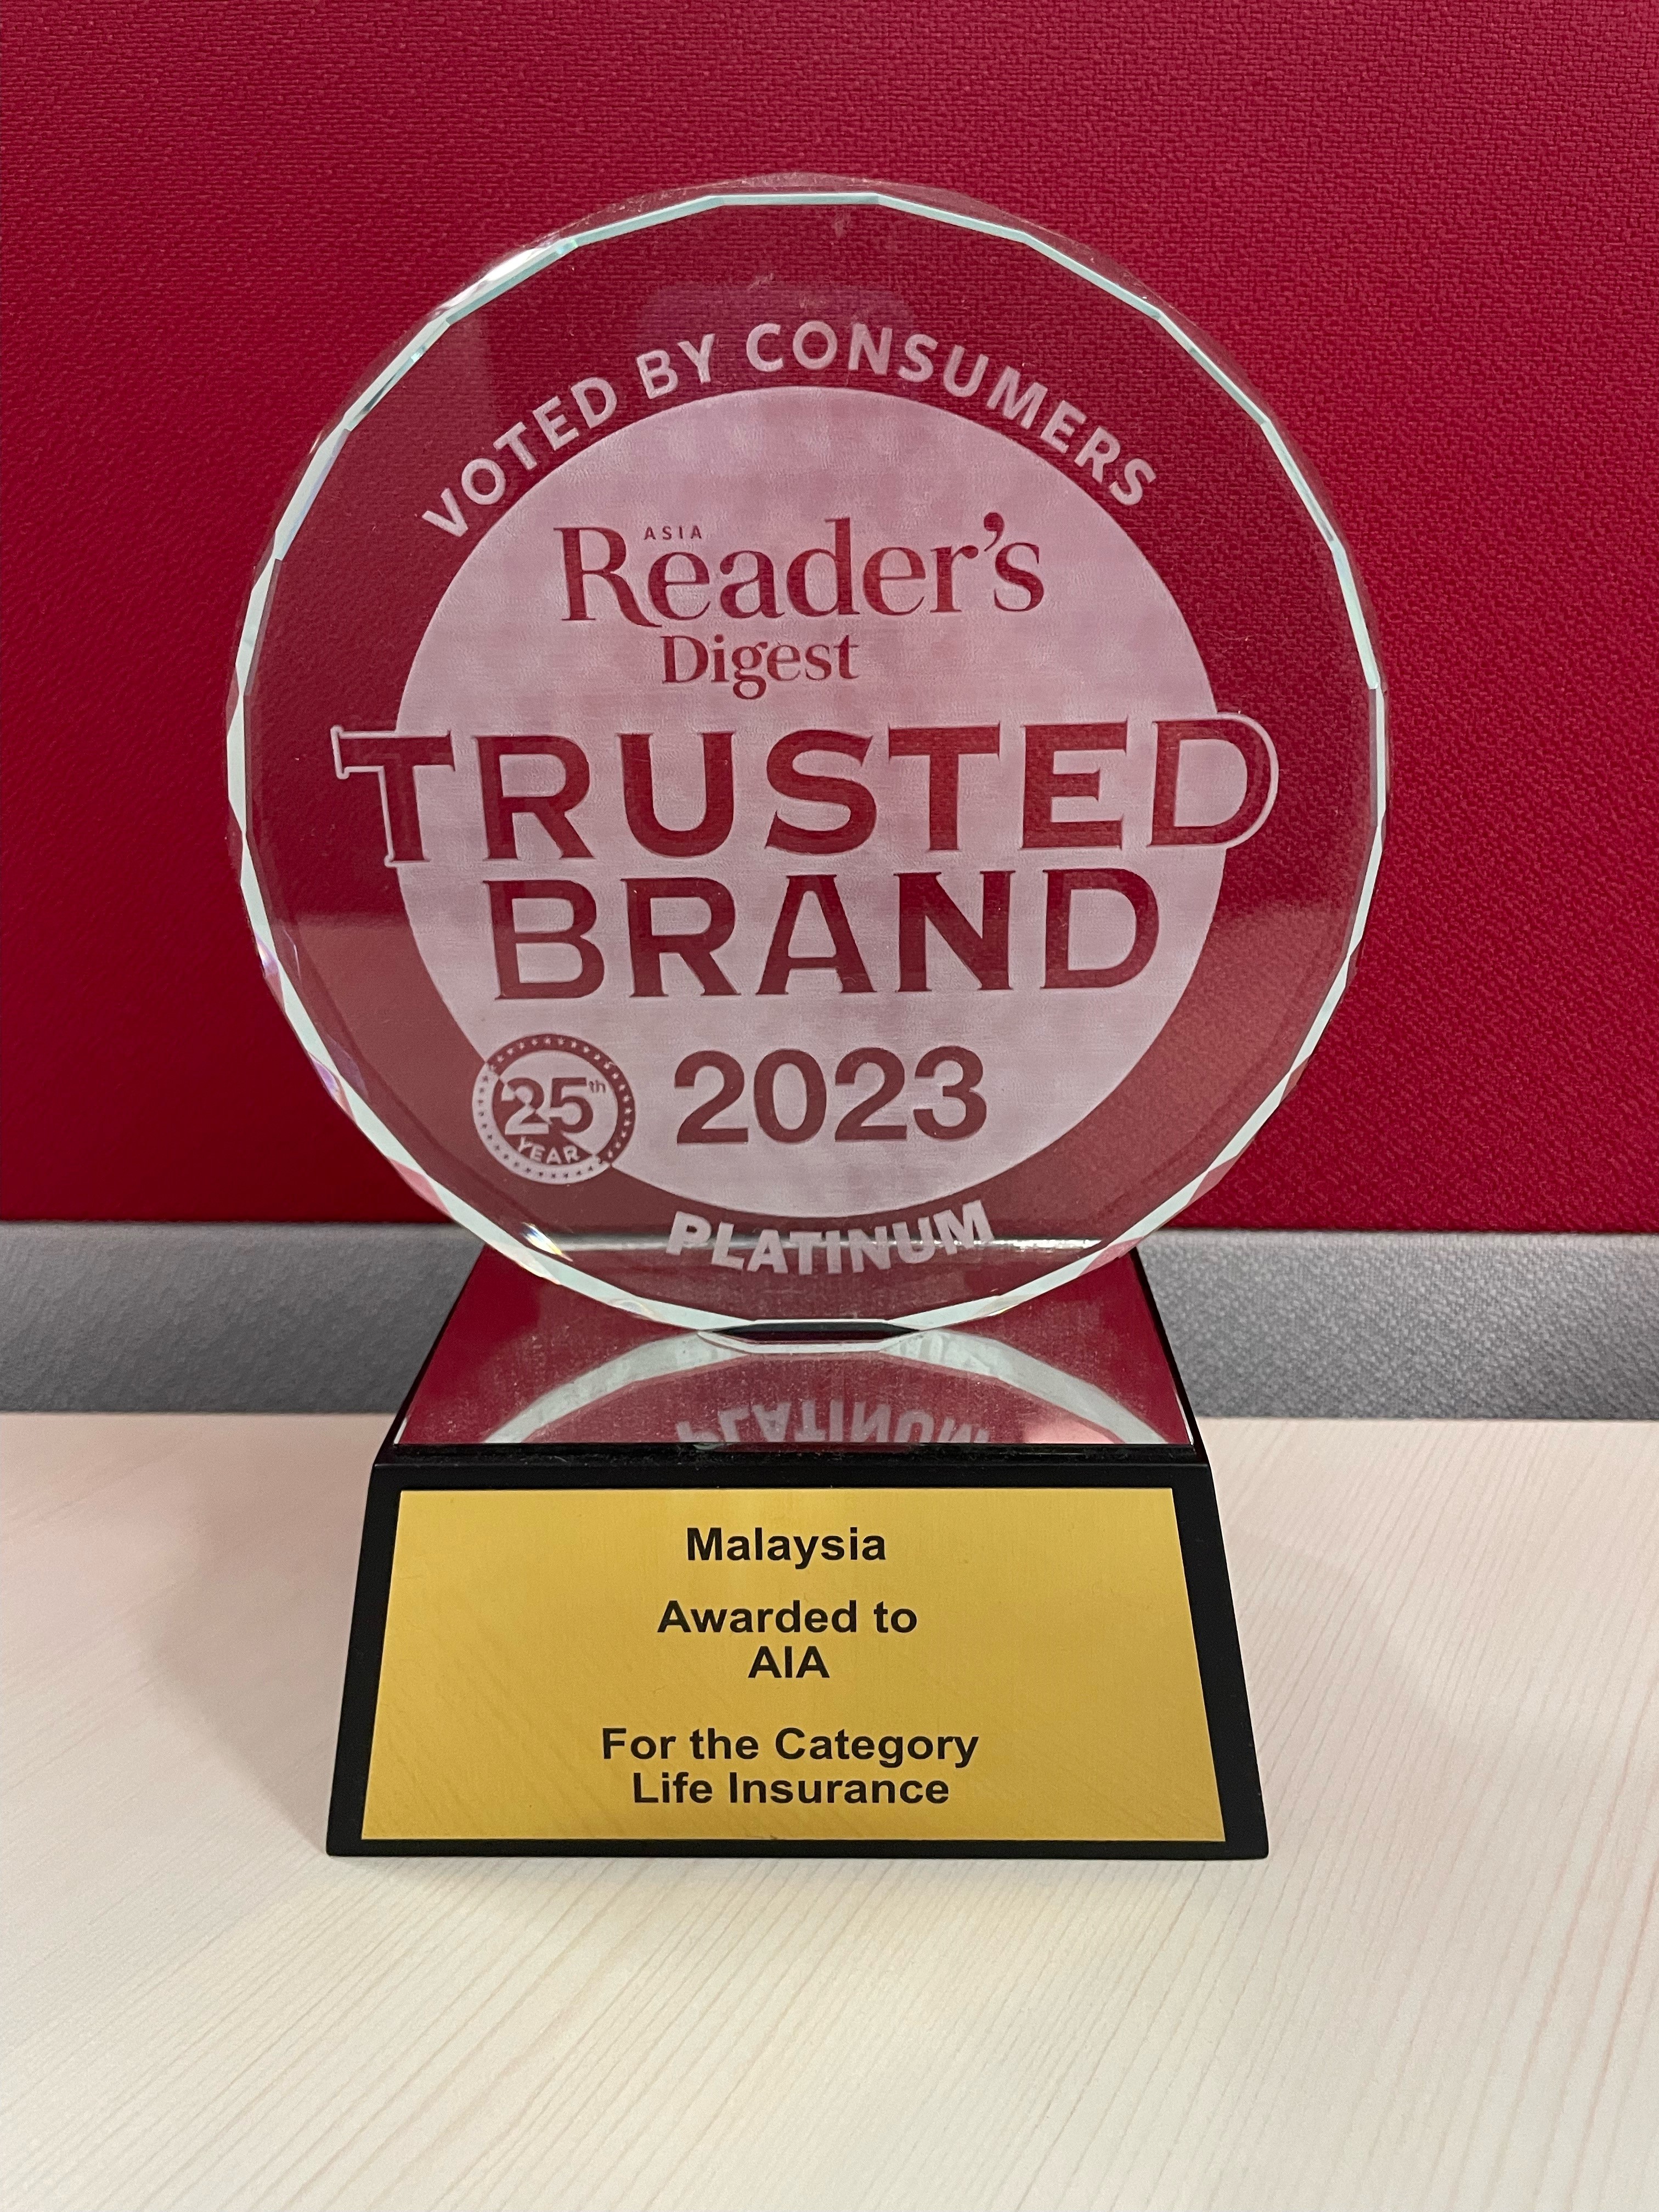 VOTED BY CONSUMERS
ASIA
Reader's
Digest
TRUSTED
BRAND
25th
YEAR
2023
PLATINUM
Malaysia
Awarded to
AIA
For the Category
Life Insurance